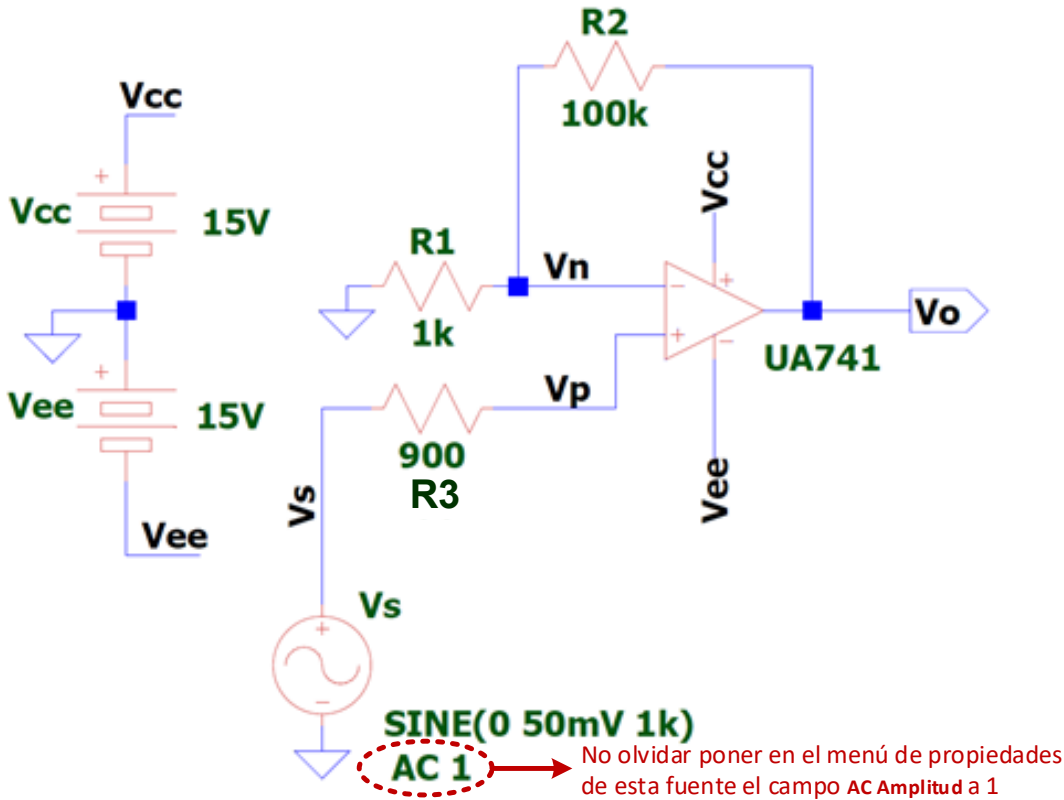 R2
100k
Vcc
Vcc
15V
Vee
15V
Vee
R1
1k
Vn
Vcc
Vo
UA741
Vp
900
R3
Vee
Vs
Vs
SINE(0 50mV 1k)
AC 1
No olvidar poner en el menú de propiedades
de esta fuente el campo AC Amplitud a 1